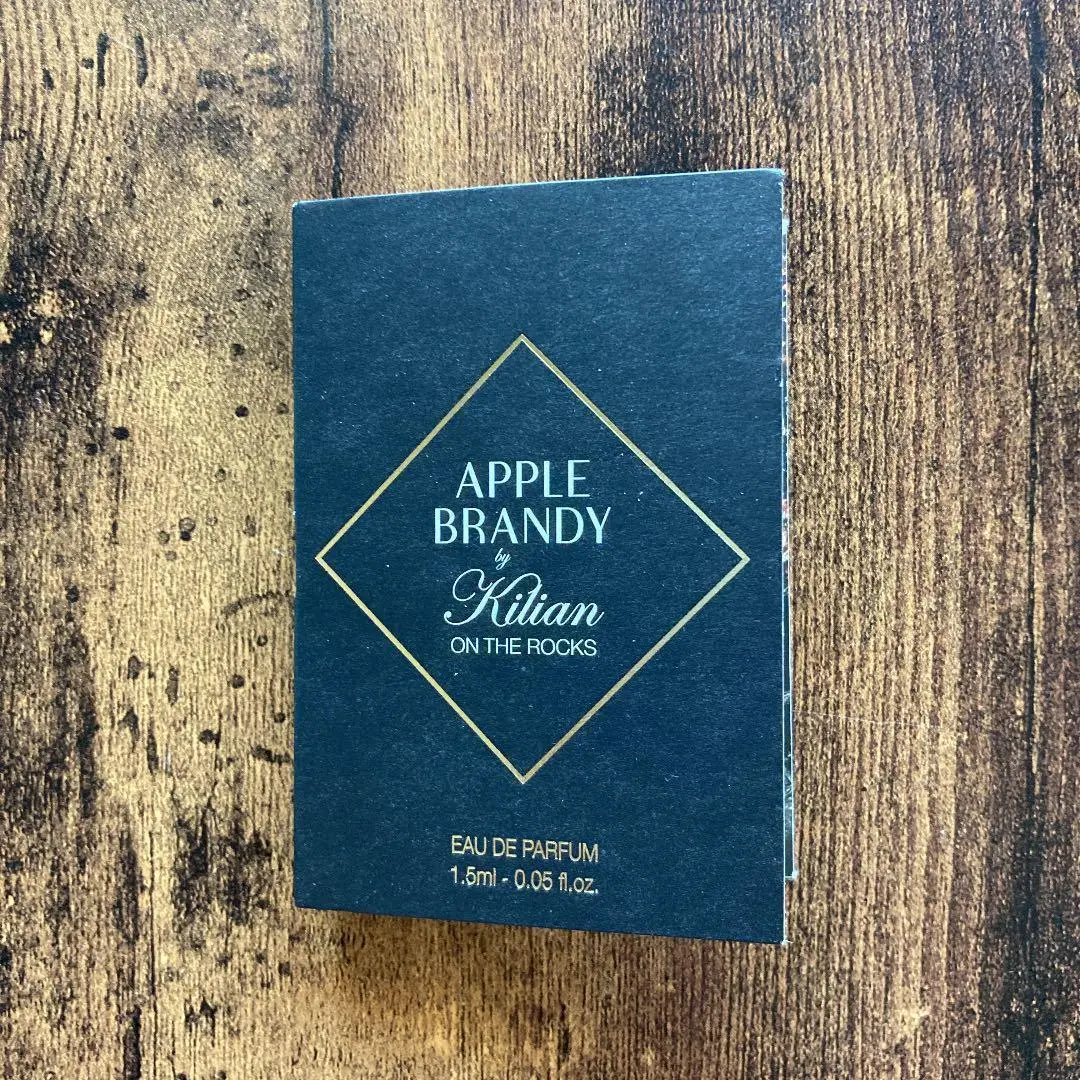 APPLE
BRANDY
by
Kilian
ON THE ROCKS
EAU DE PARFUM
1.5ml - 0.05 fl.oz.